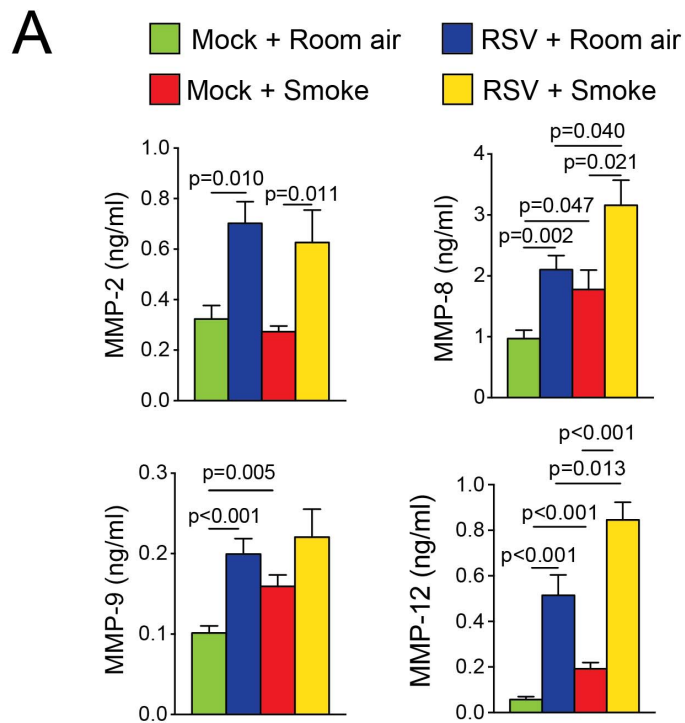 A
Mock + Room air
RSV + Room air
Mock + Smoke
RSV + Smoke
MMP-2 (ng/ml)
1.0
0.8
0.6
0.4
0.2
0.0
p=0.010
p=0.011
MMP-8 (ng/ml)
4
3
2
1
0
p=0.040
p=0.021
p=0.047
p=0.002
MMP-9 (ng/ml)
0.3
0.2
0.1
0.0
p=0.005
p<0.001
MMP-12 (ng/ml)
1.0
0.8
0.6
0.4
0.2
0.0
p<0.001
p=0.013
p<0.001
p<0.001